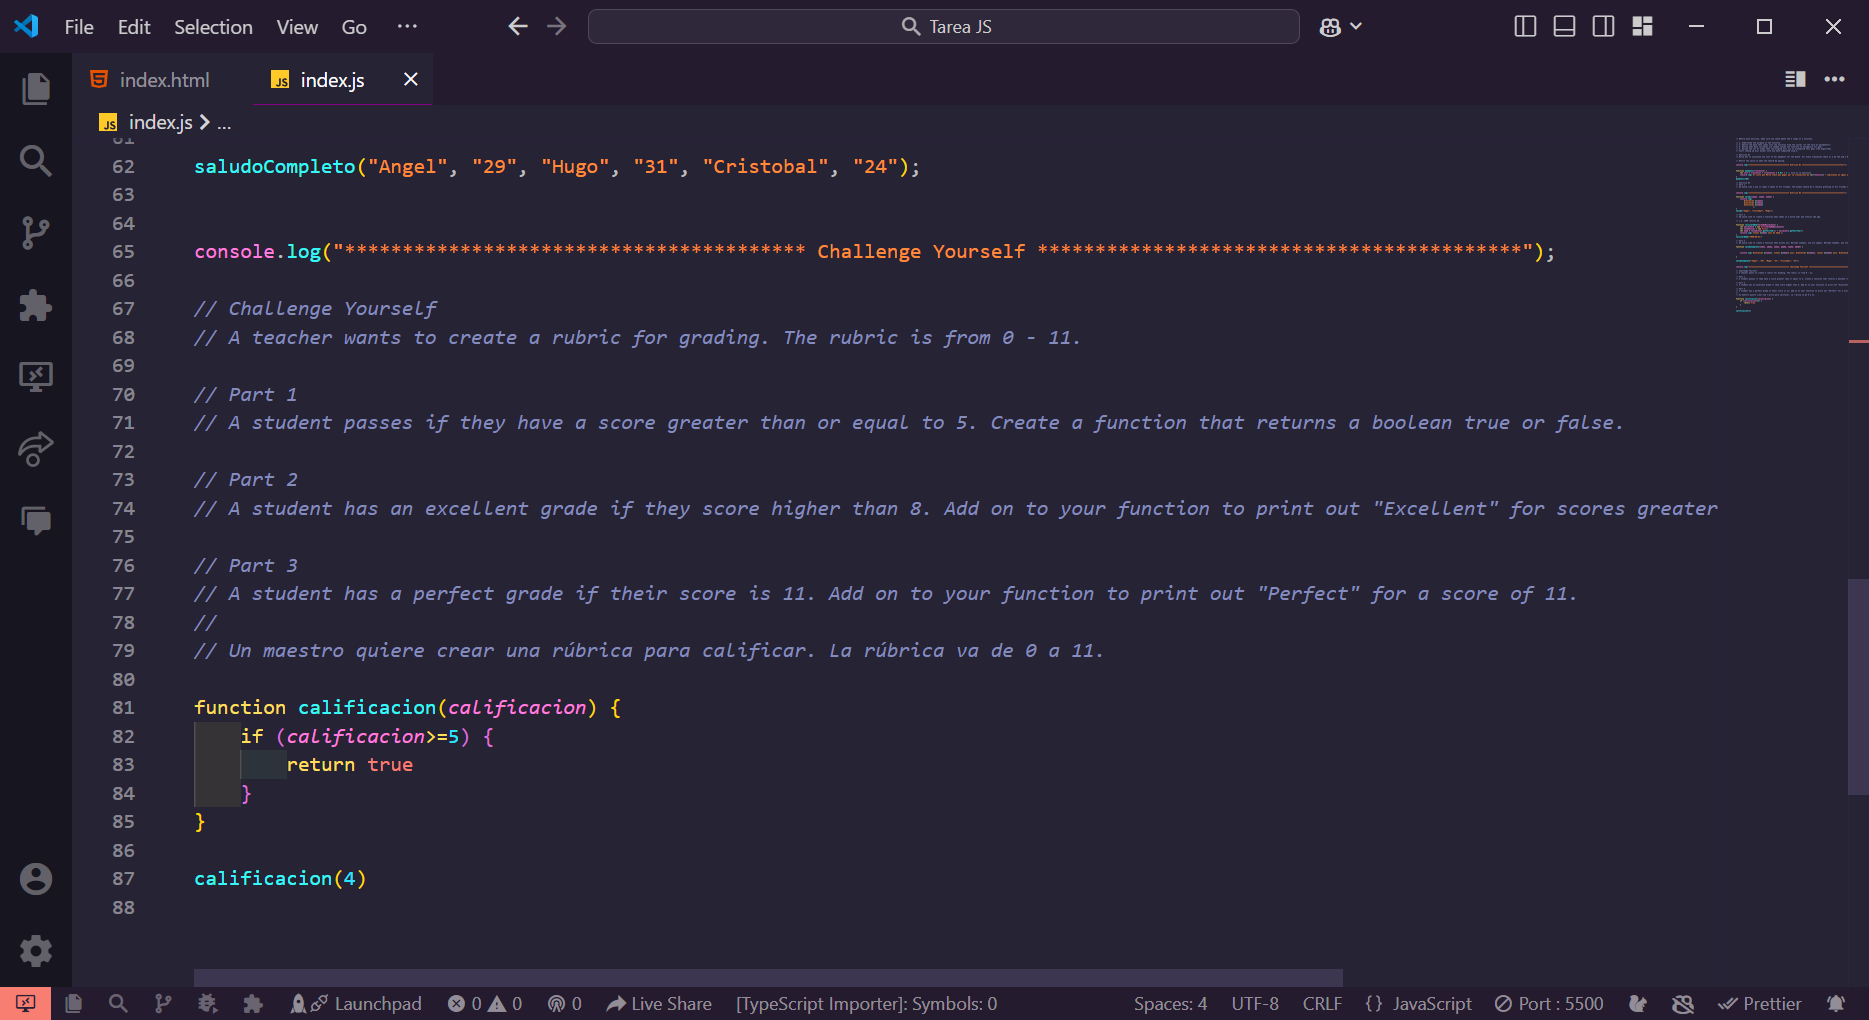 File Edit Selection View Go ··· Tarea JS
index.html index.js
index.js > ...
61
62 saludoCompleto("Angel", "29", "Hugo", "31", "Cristobal", "24");
63
64
65 console.log("**************************************** Challenge Yourself ******************************************");
66
67 // Challenge Yourself
68 // A teacher wants to create a rubric for grading. The rubric is from 0 - 11.
69
70 // Part 1
71 // A student passes if they have a score greater than or equal to 5. Create a function that returns a boolean true or false.
72
73 // Part 2
74 // A student has an excellent grade if they score higher than 8. Add on to your function to print out "Excellent" for scores greater
75
76 // Part 3
77 // A student has a perfect grade if their score is 11. Add on to your function to print out "Perfect" for a score of 11.
78 //
79 // Un maestro quiere crear una rúbrica para calificar. La rúbrica va de 0 a 11.
80
81 function calificacion(calificacion) {
82 if (calificacion>=5) {
83 return true
84 }
85 }
86
87 calificacion(4)
88
Launchpad 0 0 0 Live Share [TypeScript Importer]: Symbols: 0 Spaces: 4 UTF-8 CRLF {} JavaScript Port : 5500 Prettier